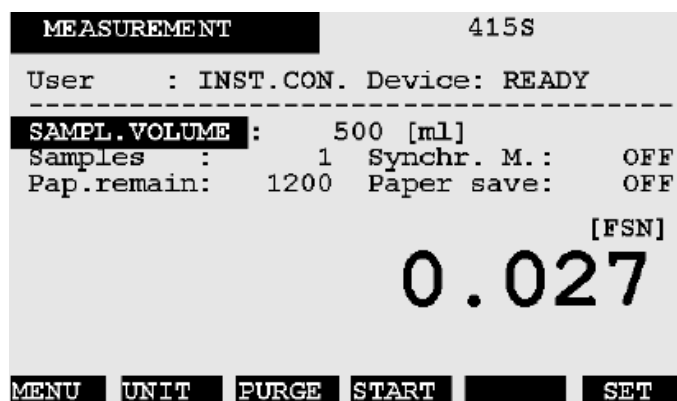 MEASUREMENT 415S
User : INST.CON. Device: READY
SAMPL.VOLUME : 500 [ml]
Samples : 1 Synchr. M.: OFF
Pap.remain: 1200 Paper save: OFF
[FSN]
0.027
MENU UNIT PURGE START SET